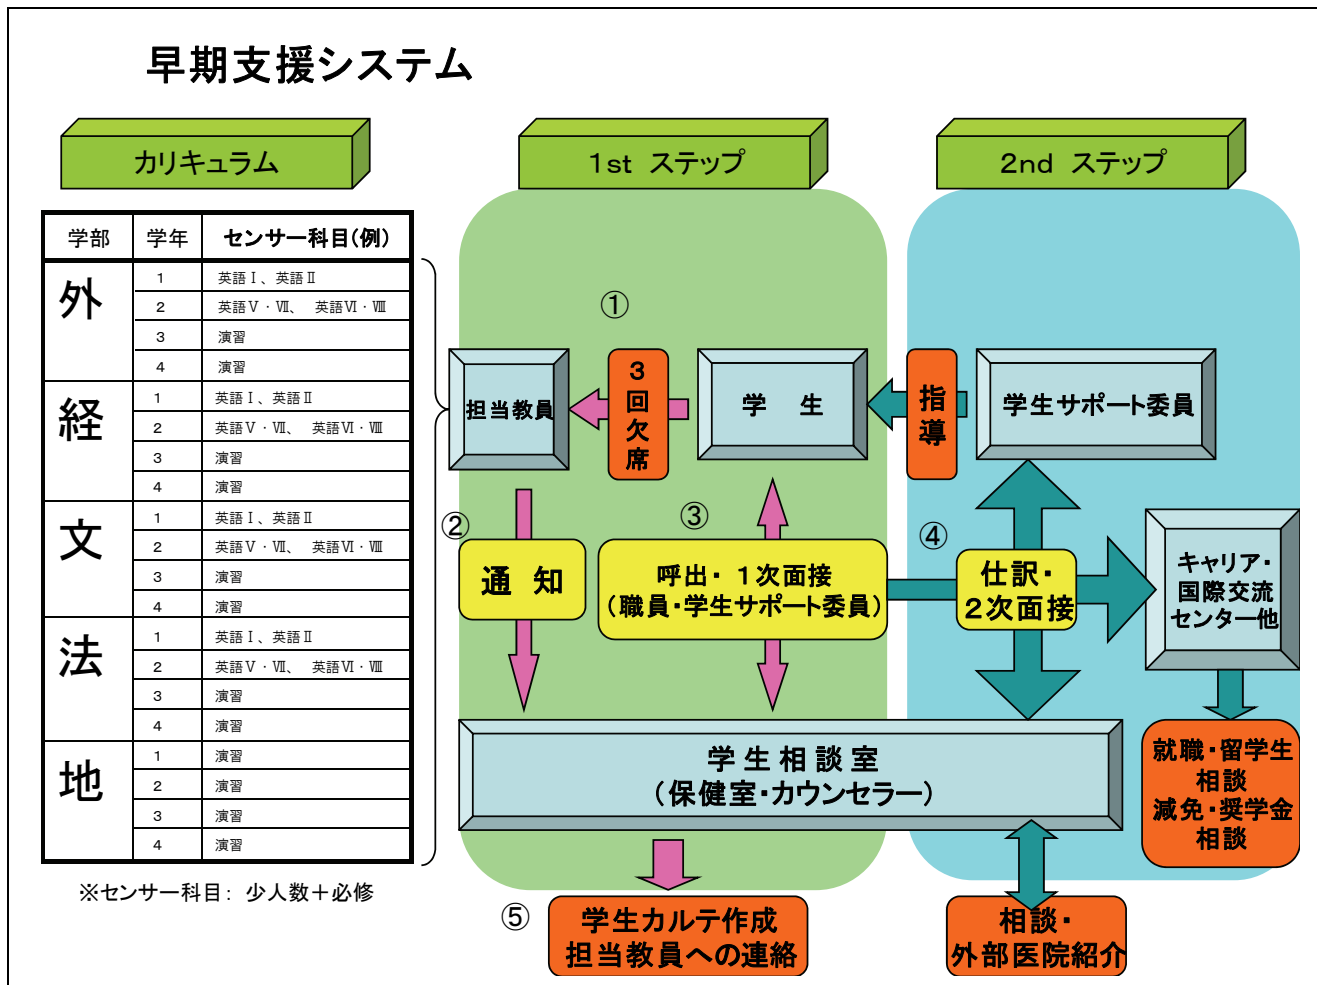 早期支援システム
カリキュラム
1st ステップ
2nd ステップ
学部 学年 センサー科目(例)
外
1 英語Ⅰ、英語Ⅱ
2 英語Ⅴ・Ⅶ、 英語Ⅵ・Ⅷ
3 演習
4 演習
経
1 英語Ⅰ、英語Ⅱ
2 英語Ⅴ・Ⅶ、 英語Ⅵ・Ⅷ
3 演習
4 演習
文
1 英語Ⅰ、英語Ⅱ
2 英語Ⅴ・Ⅶ、 英語Ⅵ・Ⅷ
3 演習
4 演習
法
1 英語Ⅰ、英語Ⅱ
2 英語Ⅴ・Ⅶ、 英語Ⅵ・Ⅷ
3 演習
4 演習
地
1 演習
2 演習
3 演習
4 演習
※センサー科目: 少人数+必修
①
担当教員
3回欠席
学 生
指導
学生サポート委員
②
通知
③
呼出・1次面接
(職員・学生サポート委員)
④
仕訳・
2次面接
キャリア・
国際交流
センター他
学生相談室
(保健室・カウンセラー)
就職・留学生
相談
減免・奨学金
相談
⑤
学生カルテ作成
担当教員への連絡
相談・
外部医院紹介